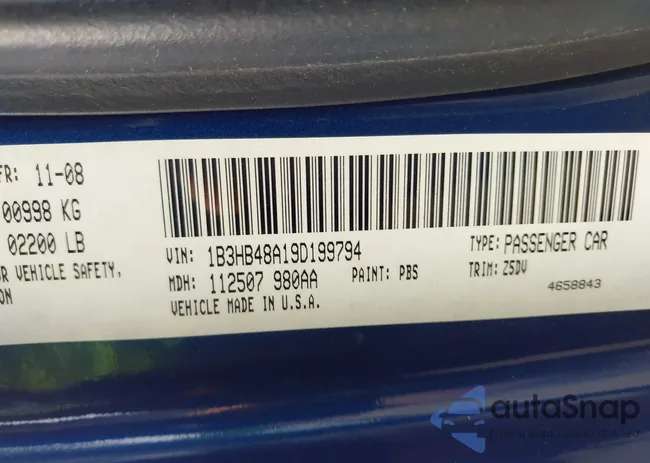 FR: 11-08
00998 KG
02200 LB
R VEHICLE SAFETY,
ON
VIN: 1B3HB48A19D199794
TYPE: PASSENGER CAR
MDH: 112507 980AA
PAINT: PBS
TRIM: Z5DV
VEHICLE MADE IN U.S.A.
4658843
autoSnap